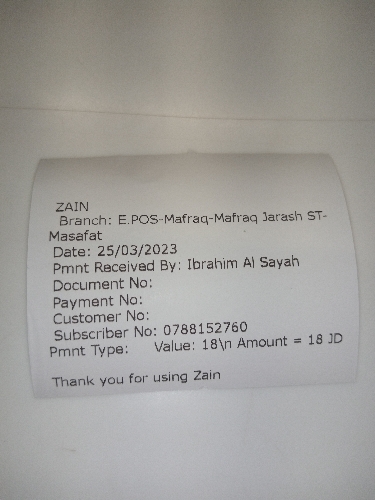 ZAIN
Branch: E.POS-Mafraq-Mafraq Jarash ST-
Masafat
Date: 25/03/2023
Pmnt Received By: Ibrahim Al Sayah
Document No:
Payment No:
Customer No:
Subscriber No: 0788152760
Pmnt Type: Value: 18\n Amount = 18 JD
Thank you for using Zain